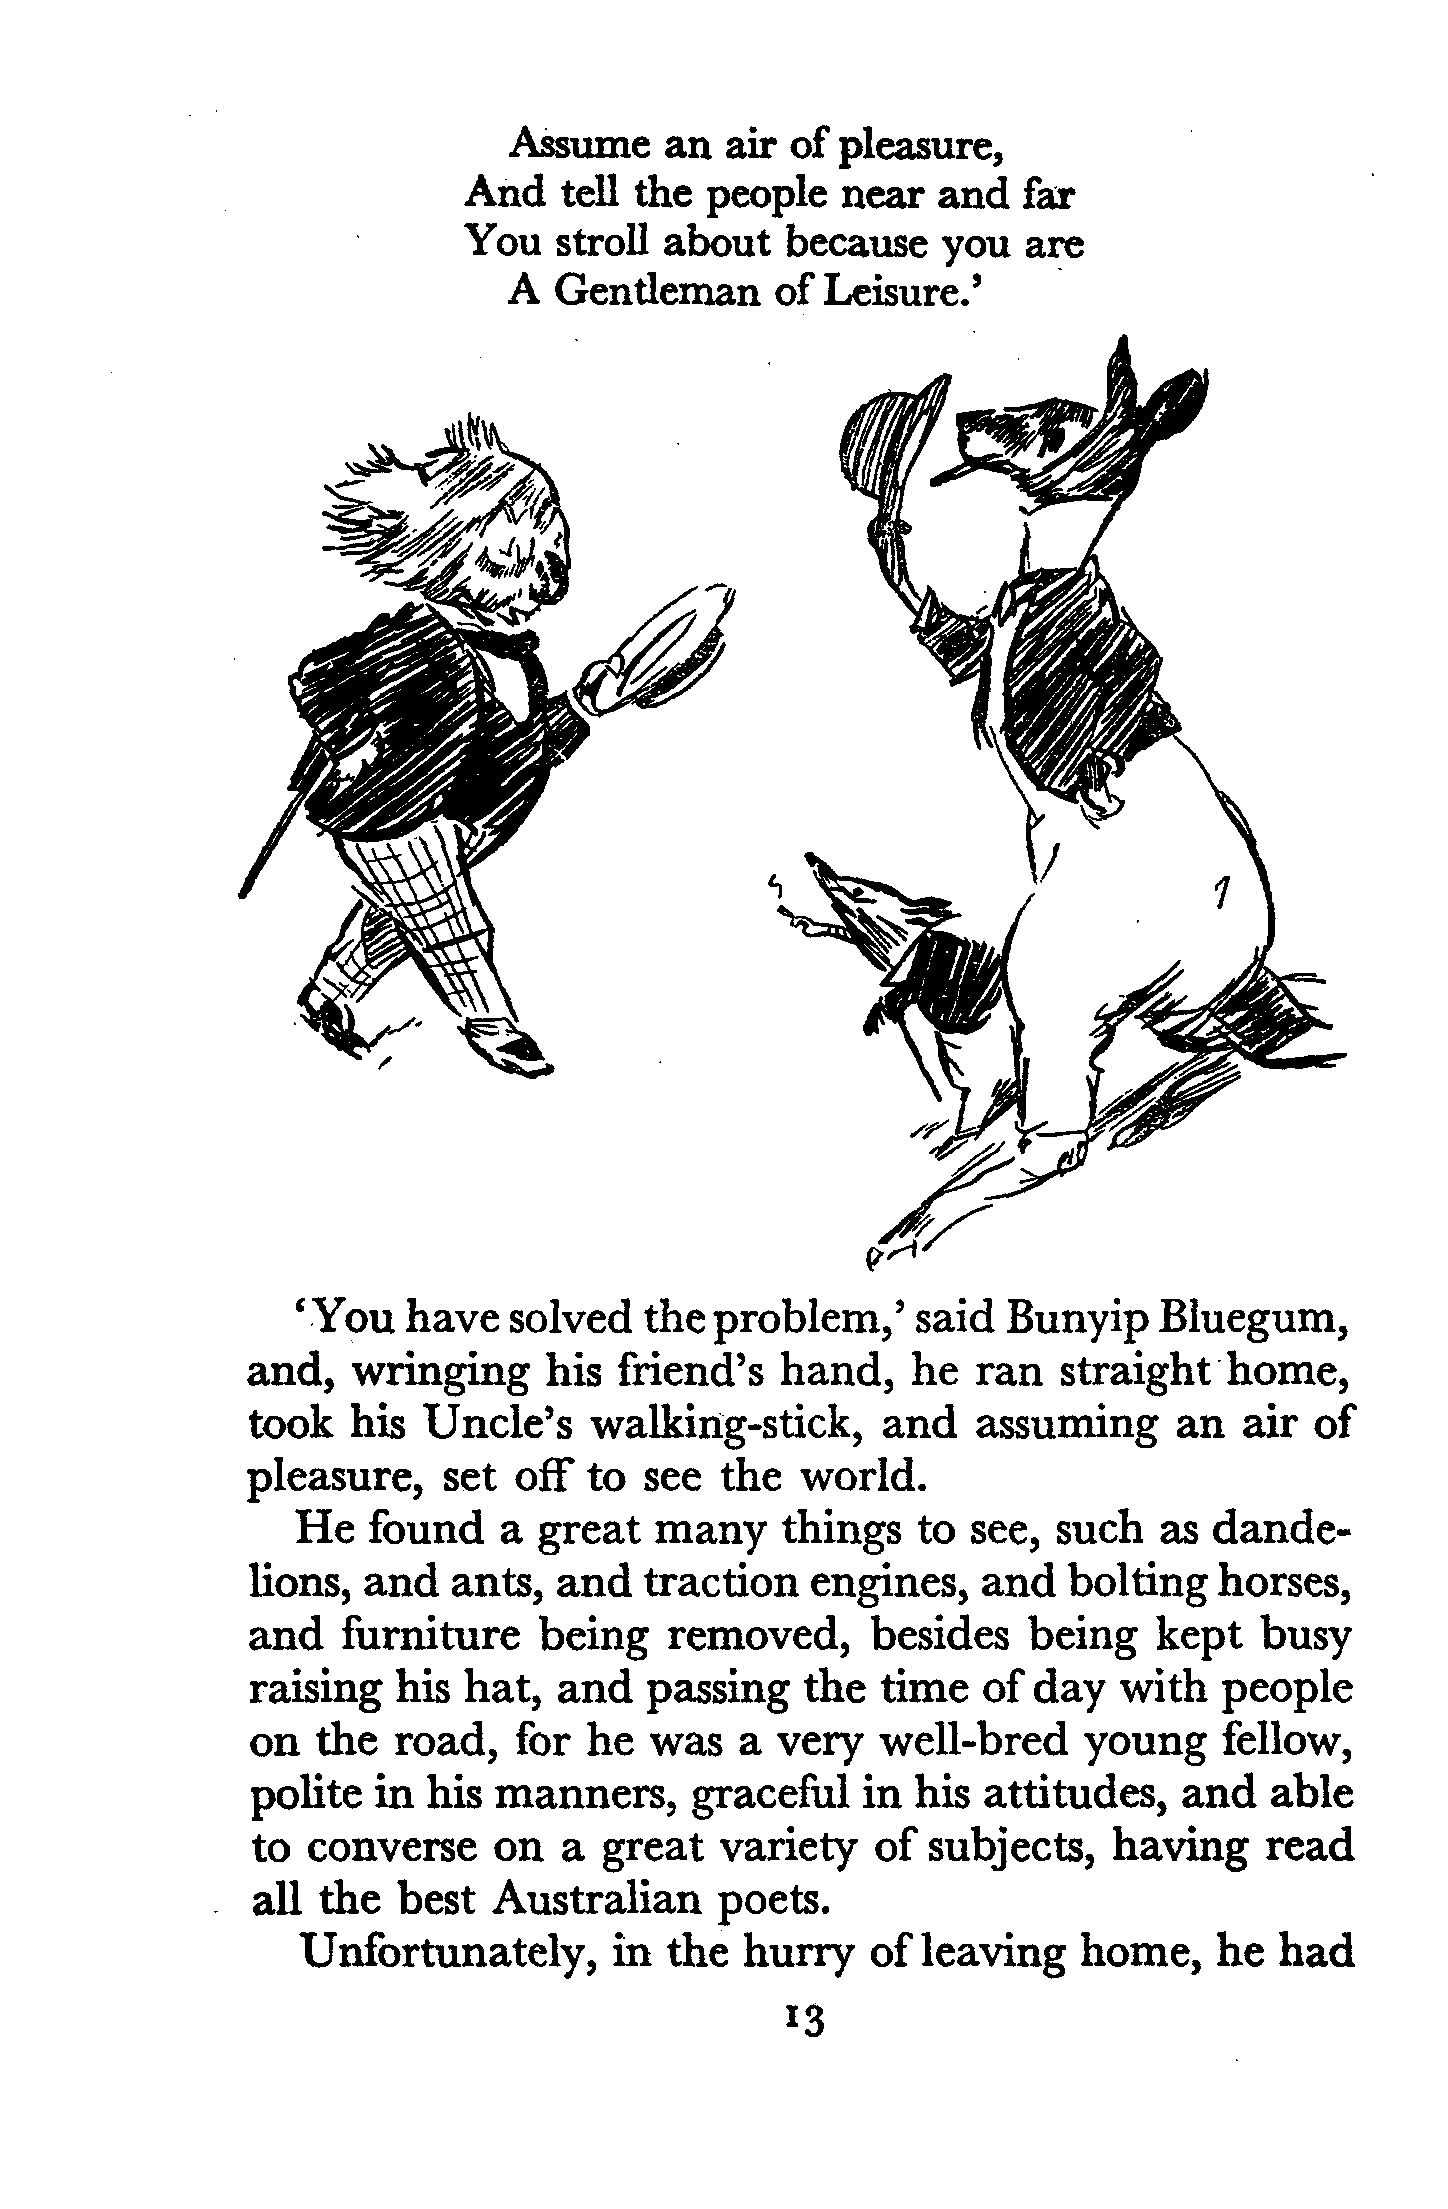 Assume an air of pleasure,
And tell the people near and far
You stroll about because you are
A Gentleman of Leisure.’
‘You have solved the problem,’ said Bunyip Bluegum,
and, wringing his friend’s hand, he ran straight home,
took his Uncle’s walking-stick, and assuming an air of
pleasure, set off to see the world.
He found a great many things to see, such as dande-
lions, and ants, and traction engines, and bolting horses,
and furniture being removed, besides being kept busy
raising his hat, and passing the time of day with people
on the road, for he was a very well-bred young fellow,
polite in his manners, graceful in his attitudes, and able
to converse on a great variety of subjects, having read
all the best Australian poets.
Unfortunately, in the hurry of leaving home, he had
13